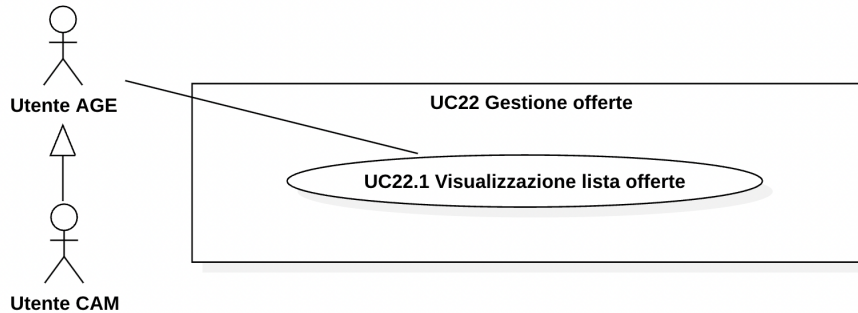 Utente AGE
UC22 Gestione offerte
UC22.1 Visualizzazione lista offerte
Utente CAM